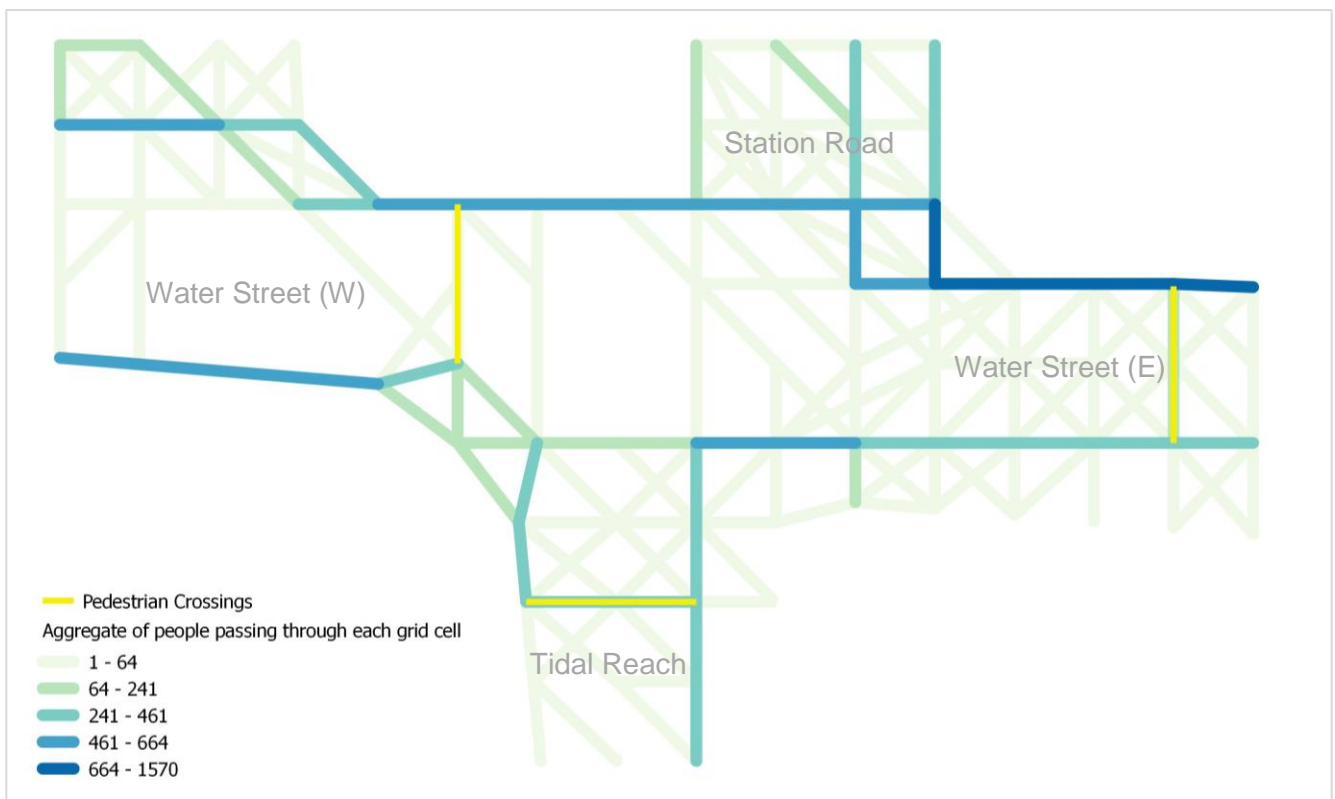 Station Road
Water Street (W)
Water Street (E)
Pedestrian Crossings
Aggregate of people passing through each grid cell
1 - 64
64 - 241
241 - 461
461 - 664
664 - 1570
Tidal Reach